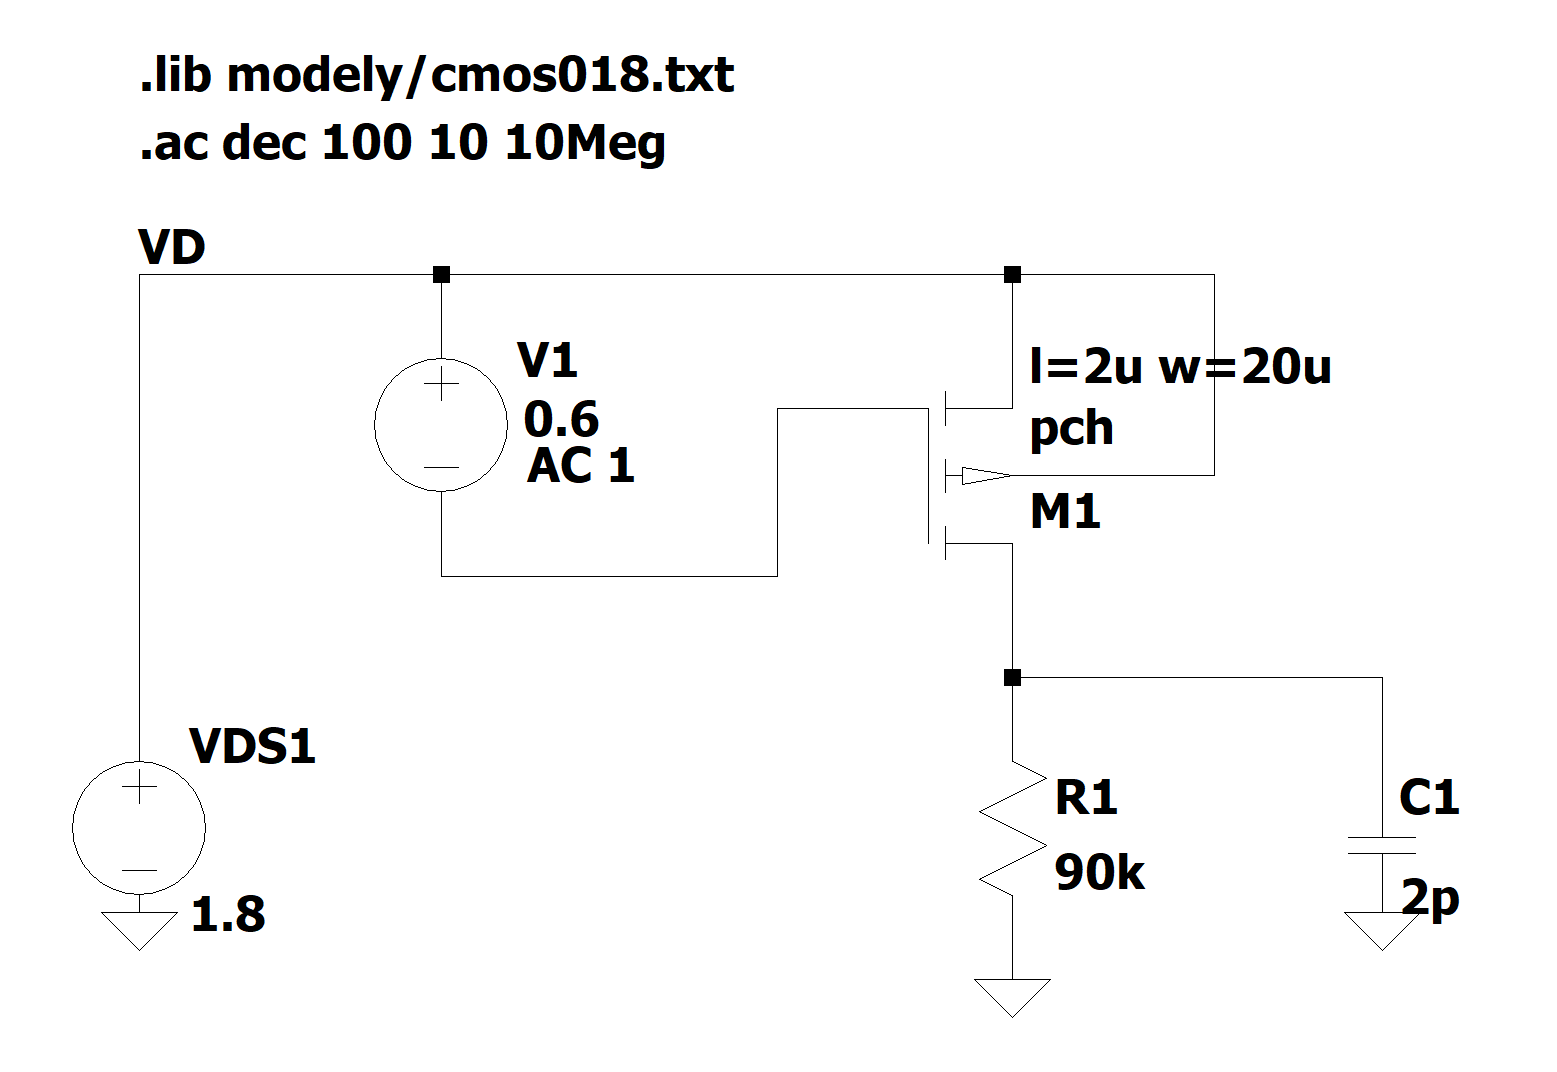 .lib modely/cmos018.txt
.ac dec 100 10 10Meg
VD
V1
0.6
AC 1
l=2u w=20u
pch
M1
VDS1
1.8
R1
90k
C1
2p